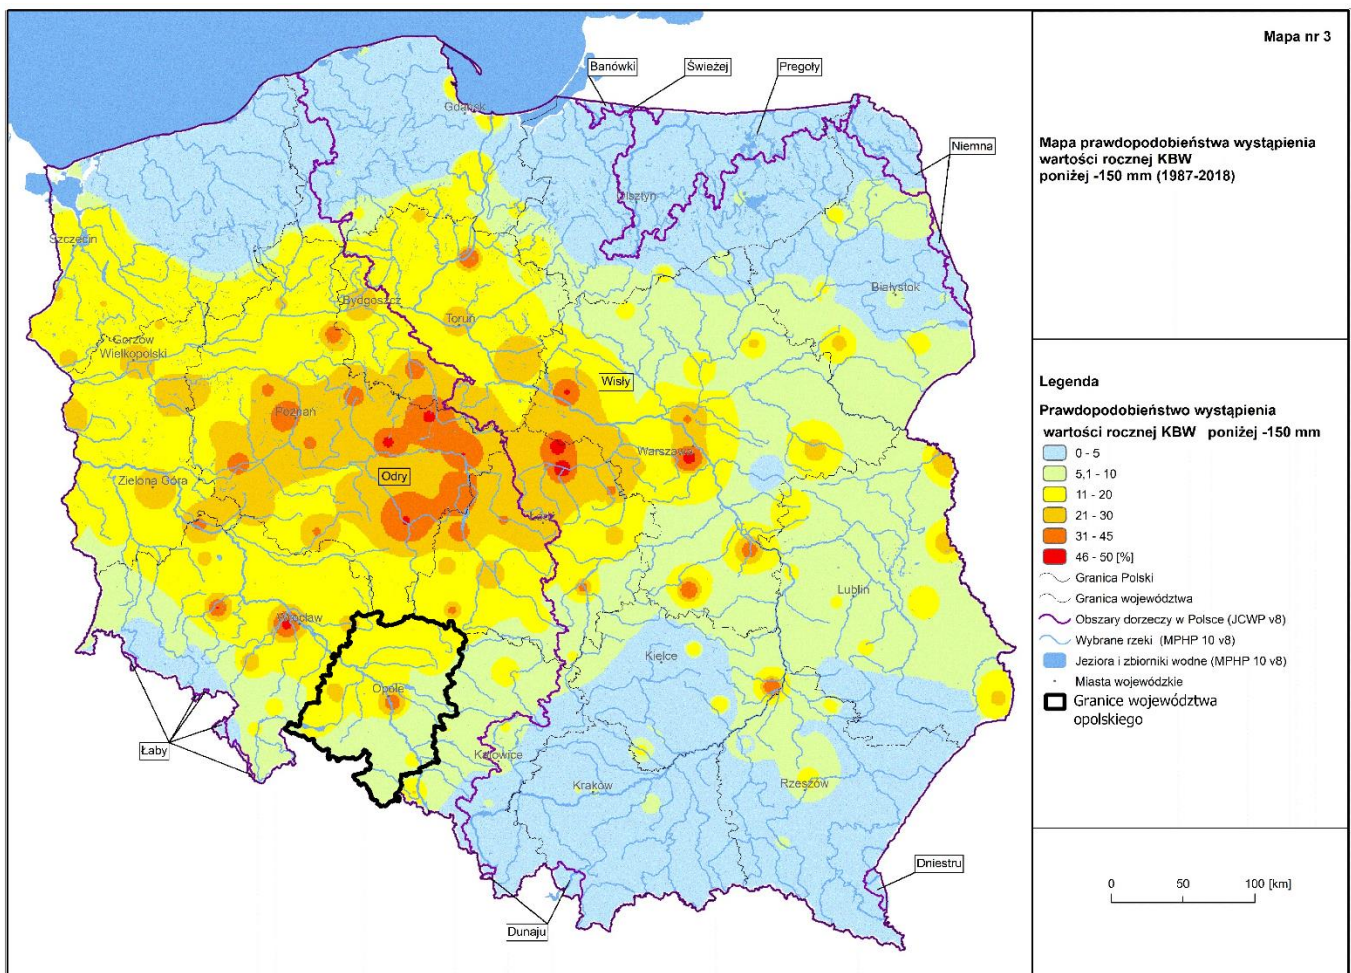 Mapa nr 3
Mapa prawdopodobieństwa wystąpienia
wartości rocznej KBW
poniżej -150 mm (1987-2018)
Legenda
Prawdopodobieństwo wystąpienia
wartości rocznej KBW poniżej -150 mm
0 - 5
5,1 - 10
11 - 20
21 - 30
31 - 45
46 - 50 [%]
Granica Polski
Granica województwa
Obszary dorzeczy w Polsce (JCWP v8)
Wybrane rzeki (MPHP 10 v8)
Jeziora i zbiorniki wodne (MPHP 10 v8)
Miasta wojewódzkie
Granice województwa
opolskiego
0 50 100 [km]
Banówki
Świeżej
Pregoły
Gdańsk
Niemna
Olsztyn
Szczecin
Białystok
Bydgoszcz
Toruń
Gorzów
Wielkopolski
Wisły
Poznań
Warszawa
Odry
Zielona Góra
Lublin
Wrocław
Kielce
Opole
Łaby
Katowice
Kraków
Rzeszów
Dniestru
Dunaju